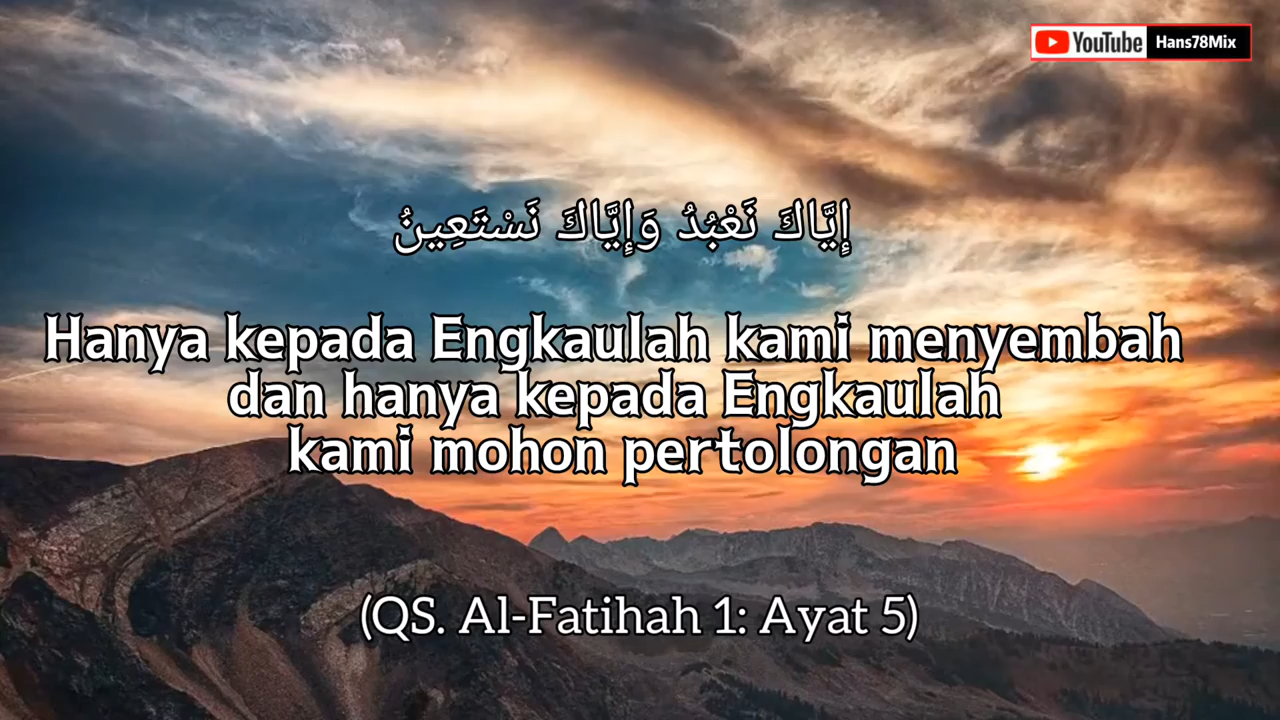 YouTube Hans78Mix
إِيَّاكَ نَعْبُدُ وَإِيَّاكَ نَسْتَعِينُ
Hanya kepada Engkaulah kami menyembah
dan hanya kepada Engkaulah
kami mohon pertolongan
(QS. Al-Fatihah 1: Ayat 5)